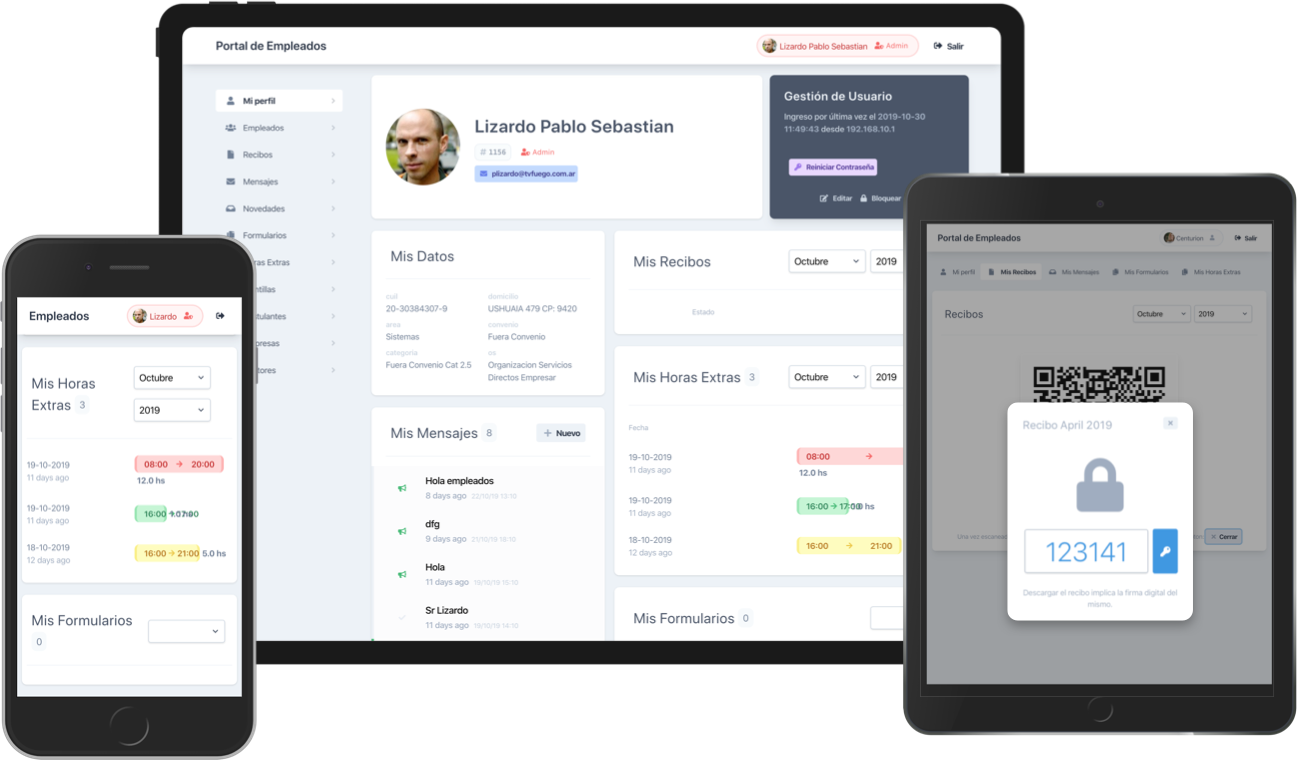 Portal de Empleados
Lizardo Pablo Sebastian Admin
Salir
Mi perfil
Empleados
Recibos
Mensajes
Novedades
Formularios
ras Extras
ntillas
tulantes
presas
tores
Lizardo Pablo Sebastian
# 1156 Admin
plizardo@tvfuego.com.ar
Gestión de Usuario
Ingreso por última vez el 2019-10-30
11:49:43 desde 192.168.10.1
Reiniciar Contraseña
Editar Bloquear
Mis Datos
cuil
20-30384307-9
domicilio
USHUAIA 479 CP: 9420
area
Sistemas
convenio
Fuera Convenio
categoria
Fuera Convenio Cat 2.5
os
Organizacion Servicios
Directos Empresar
Mis Mensajes 8
+ Nuevo
Hola empleados
8 days ago 22/10/19 13:10
dfg
9 days ago 21/10/19 18:10
Hola
11 days ago 19/10/19 15:10
Sr Lizardo
11 days ago 19/10/19 14:10
Mis Recibos
Octubre
2019
Estado
Mis Horas Extras 3
Octubre
2019
Fecha
19-10-2019
11 days ago
08:00 →
12.0 hs
19-10-2019
11 days ago
16:00 → 17:00
18-10-2019
12 days ago
16:00 → 21:00
Mis Formularios 0
Empleados
Lizardo
Mis Horas
Extras 3
Octubre
2019
19-10-2019
11 days ago
08:00 → 20:00
12.0 hs
19-10-2019
11 days ago
16:00
18-10-2019
12 days ago
16:00 → 21:00 5.0 hs
Mis Formularios
0
Portal de Empleados
Centurion
Salir
Mi perfil
Mis Recibos
Mis Mensajes
Mis Formularios
Mis Horas Extras
Recibos
Octubre
2019
Recibo April 2019
×
123141
Descargar el recibo implica la firma digital del
mismo.
Una vez escanead
× Cerrar